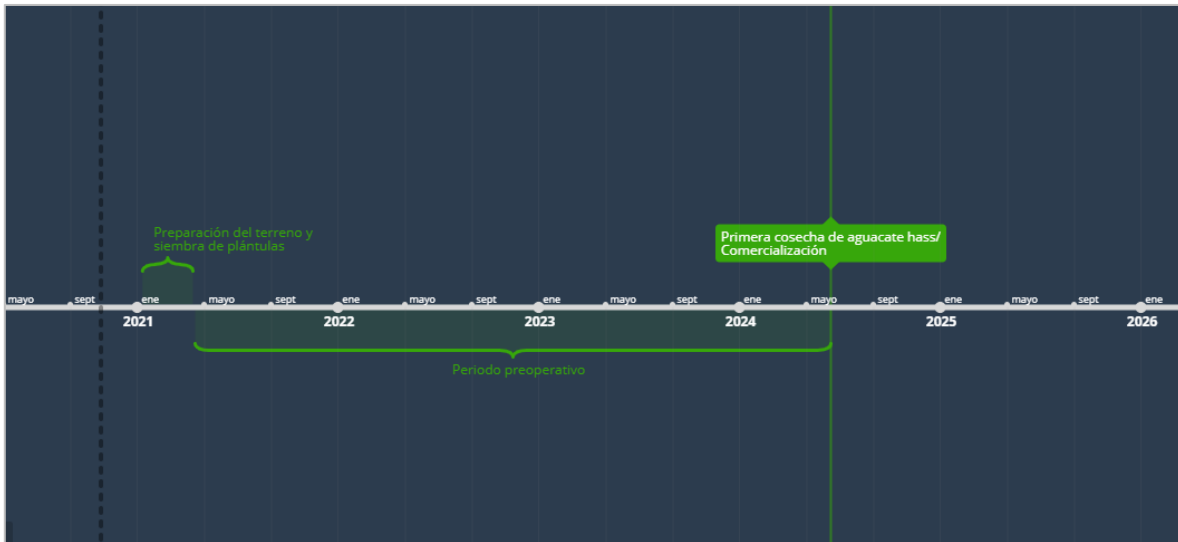 Preparación del terreno y
siembra de plántulas
Primera cosecha de aguacate hass/
Comercialización
mayo sept ene mayo sept ene mayo sept ene mayo sept ene mayo sept ene mayo sept ene
2021 2022 2023 2024 2025 2026
Periodo preoperativo